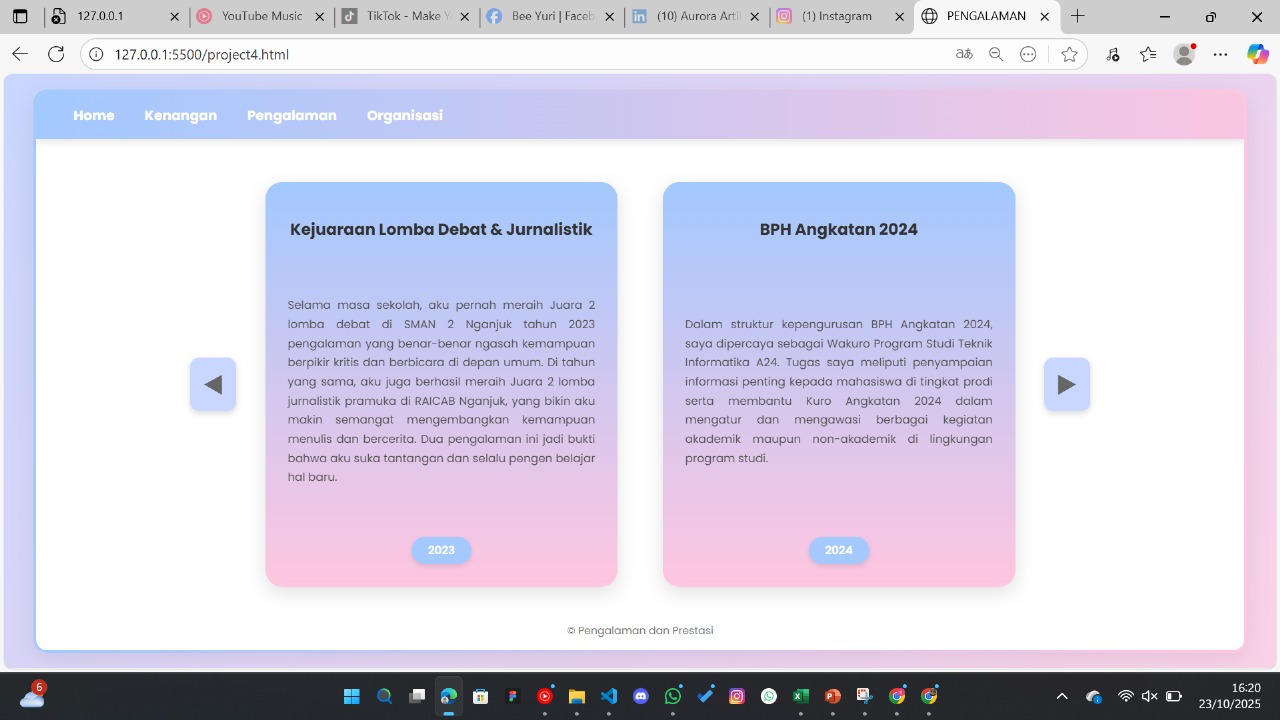 127.0.0.1
YouTube Music
TikTok - Make Y
Bee Yuri | Faceb
(10) Aurora Artil
(1) Instagram
PENGALAMAN
127.0.0.1:5500/project4.html
Home Kenangan Pengalaman Organisasi
Kejuaraan Lomba Debat & Jurnalistik
Selama masa sekolah, aku pernah meraih Juara 2
lomba debat di SMAN 2 Nganjuk tahun 2023
pengalaman yang benar-benar ngasah kemampuan
berpikir kritis dan berbicara di depan umum. Di tahun
yang sama, aku juga berhasil meraih Juara 2 lomba
jurnalistik pramuka di RAICAB Nganjuk, yang bikin aku
makin semangat mengembangkan kemampuan
menulis dan bercerita. Dua pengalaman ini jadi bukti
bahwa aku suka tantangan dan selalu pengen belajar
hal baru.
2023
BPH Angkatan 2024
Dalam struktur kepengurusan BPH Angkatan 2024,
saya dipercaya sebagai Wakuro Program Studi Teknik
Informatika A24. Tugas saya meliputi penyampaian
informasi penting kepada mahasiswa di tingkat prodi
serta membantu Kuro Angkatan 2024 dalam
mengatur dan mengawasi berbagai kegiatan
akademik maupun non-akademik di lingkungan
program studi.
2024
© Pengalaman dan Prestasi
6
16:20
23/10/2025